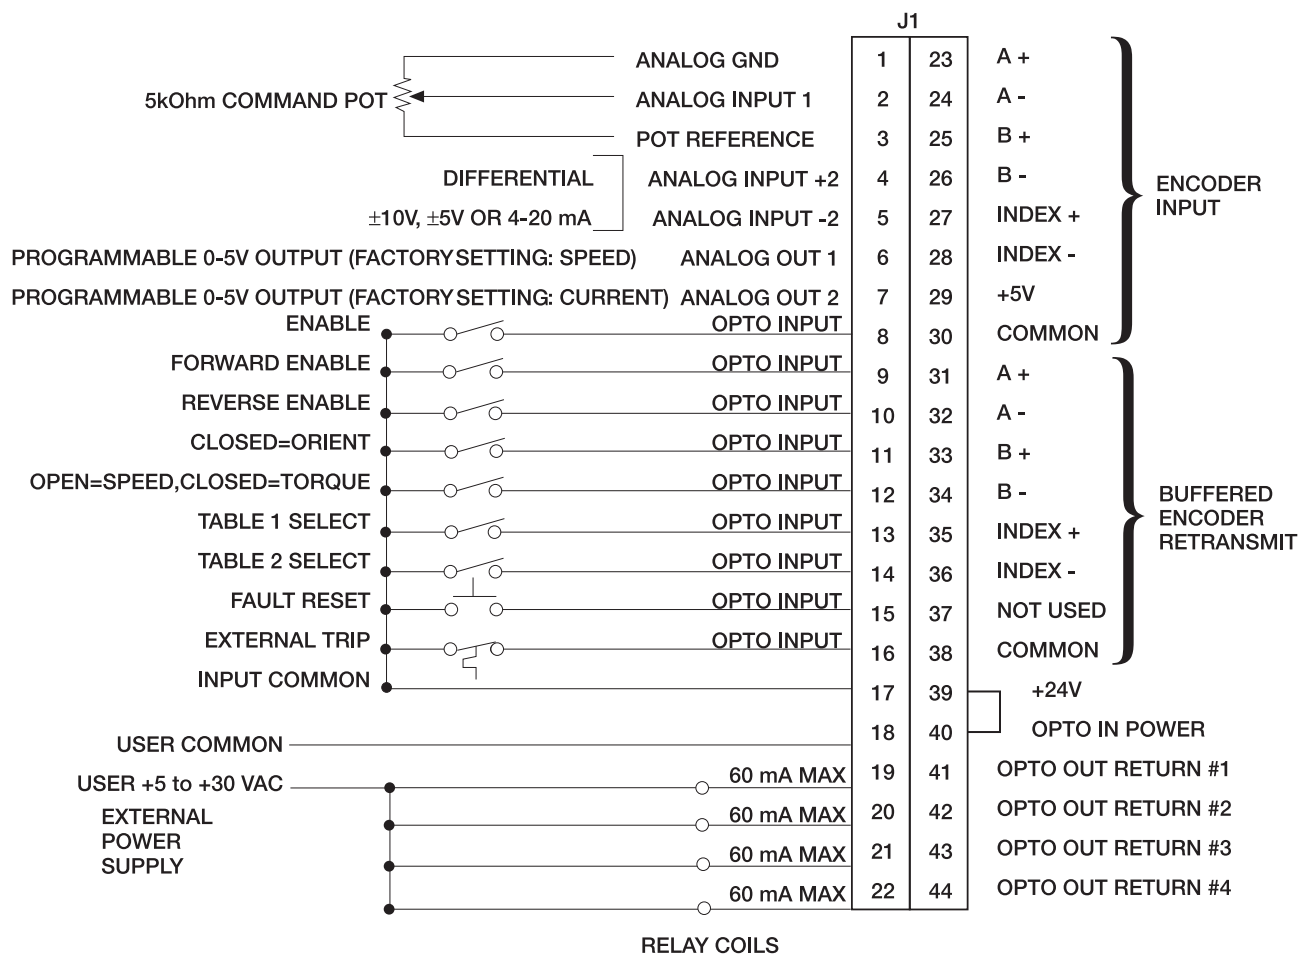 J1
ANALOG GND 1 23 A +
5kOhm COMMAND POT ANALOG INPUT 1 2 24 A -
POT REFERENCE 3 25 B +
DIFFERENTIAL ANALOG INPUT +2 4 26 B -
±10V, ±5V OR 4-20 mA ANALOG INPUT -2 5 27 INDEX +
PROGRAMMABLE 0-5V OUTPUT (FACTORY SETTING: SPEED) ANALOG OUT 1 6 28 INDEX -
PROGRAMMABLE 0-5V OUTPUT (FACTORY SETTING: CURRENT) ANALOG OUT 2 7 29 +5V
ENABLE OPTO INPUT 8 30 COMMON
ENCODER
INPUT
FORWARD ENABLE OPTO INPUT 9 31 A +
REVERSE ENABLE OPTO INPUT 10 32 A -
CLOSED=ORIENT OPTO INPUT 11 33 B +
OPEN=SPEED,CLOSED=TORQUE OPTO INPUT 12 34 B -
TABLE 1 SELECT OPTO INPUT 13 35 INDEX +
TABLE 2 SELECT OPTO INPUT 14 36 INDEX -
FAULT RESET OPTO INPUT 15 37 NOT USED
EXTERNAL TRIP OPTO INPUT 16 38 COMMON
BUFFERED
ENCODER
RETRANSMIT
INPUT COMMON 17 39 +24V
USER COMMON 18 40 OPTO IN POWER
USER +5 to +30 VAC 60 mA MAX 19 41 OPTO OUT RETURN #1
EXTERNAL
POWER
SUPPLY
60 mA MAX 20 42 OPTO OUT RETURN #2
60 mA MAX 21 43 OPTO OUT RETURN #3
60 mA MAX 22 44 OPTO OUT RETURN #4
RELAY COILS